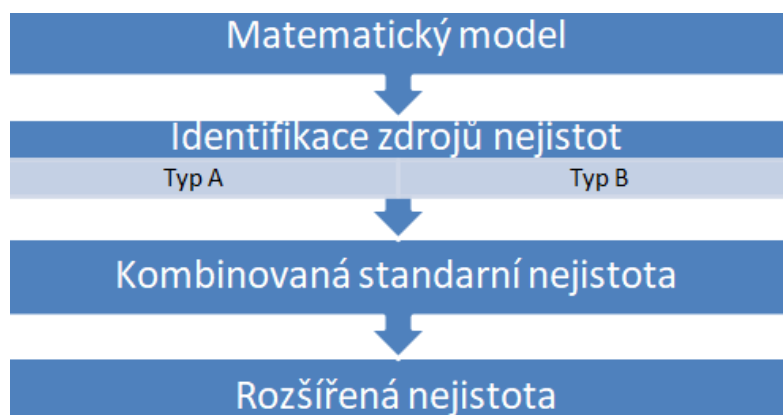 Matematický model
Identifikace zdrojů nejistot
Typ A
Typ B
Kombinovaná standarní nejistota
Rozšířená nejistota